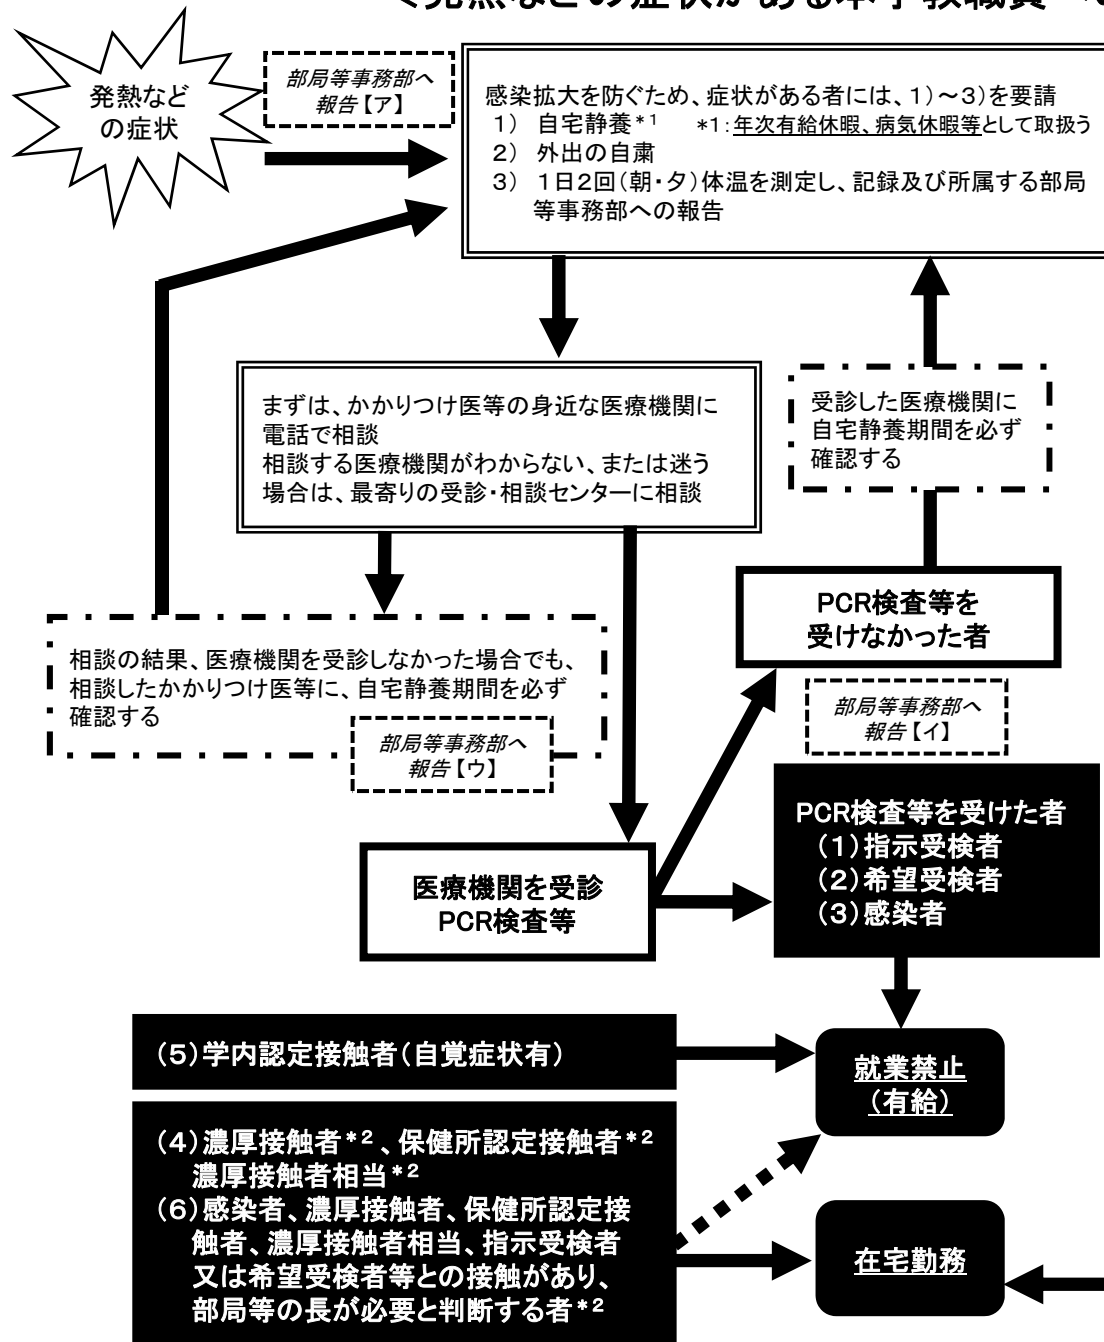 ＜発熱などの症状がある本学教職員への
発熱など
の症状
部局等事務部へ
報告【ア】
感染拡大を防ぐため、症状がある者には、1）～3）を要請
1） 自宅静養*1 *1：年次有給休暇、病気休暇等として取扱う
2） 外出の自粛
3） 1日2回（朝・夕）体温を測定し、記録及び所属する部局
等事務部への報告
まずは、かかりつけ医等の身近な医療機関に
電話で相談
相談する医療機関がわからない、または迷う
場合は、最寄りの受診・相談センターに相談
受診した医療機関に
自宅静養期間を必ず
確認する
PCR検査等を
受けなかった者
相談の結果、医療機関を受診しなかった場合でも、
相談したかかりつけ医等に、自宅静養期間を必ず
確認する
部局等事務部へ
報告【ウ】
部局等事務部へ
報告【イ】
医療機関を受診
PCR検査等
PCR検査等を受けた者
（1）指示受検者
（2）希望受検者
（3）感染者
（5）学内認定接触者（自覚症状有）
就業禁止
（有給）
（4）濃厚接触者*2、保健所認定接触者*2
濃厚接触者相当*2
（6）感染者、濃厚接触者、保健所認定接
触者、濃厚接触者相当、指示受検者
又は希望受検者等との接触があり、
部局等の長が必要と判断する者*2
在宅勤務